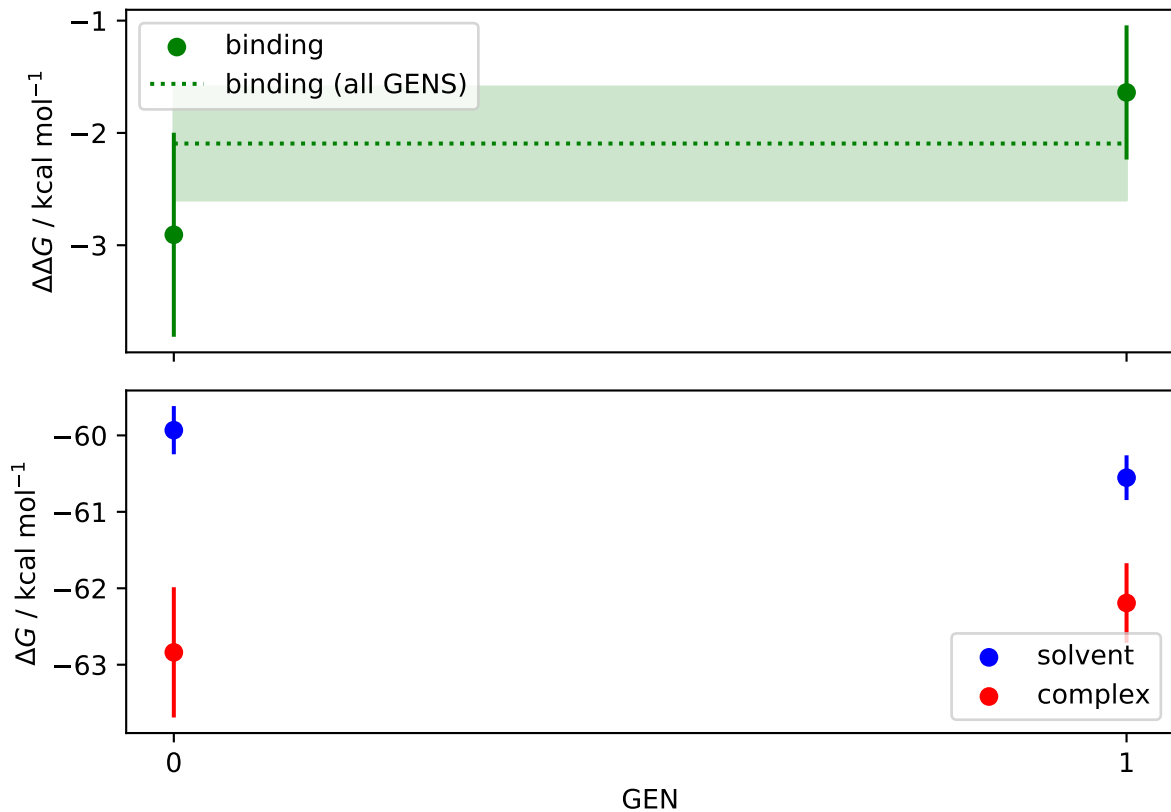 binding
binding (all GENS)
−1
−2
−3
ΔΔG / kcal mol⁻¹
−60
−61
−62
−63
ΔG / kcal mol⁻¹
solvent
complex
0
1
GEN